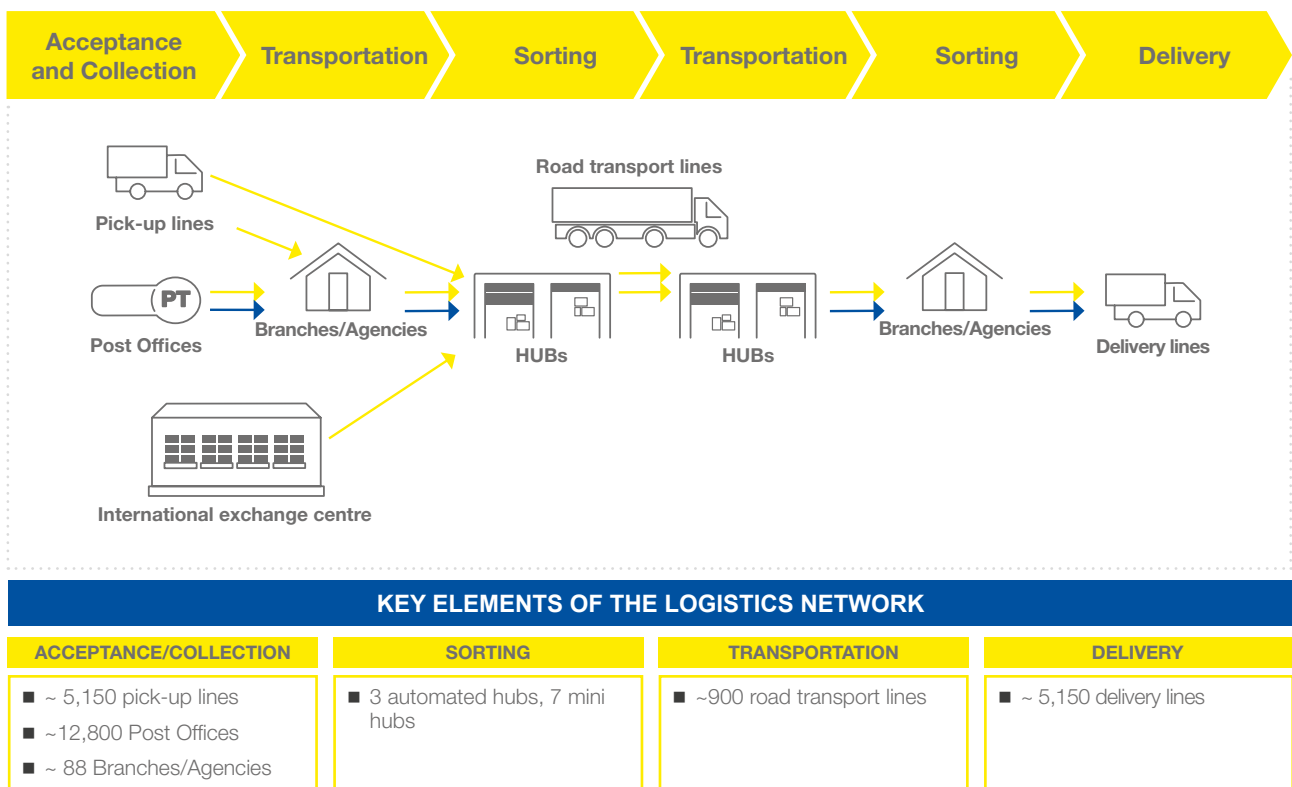 Acceptance
and Collection
Transportation
Sorting
Transportation
Sorting
Delivery
Road transport lines
Pick-up lines
PT
Post Offices
Branches/Agencies
HUBs
HUBs
Branches/Agencies
Delivery lines
International exchange centre
KEY ELEMENTS OF THE LOGISTICS NETWORK
ACCEPTANCE/COLLECTION
■ ~ 5,150 pick-up lines
■ ~12,800 Post Offices
■ ~ 88 Branches/Agencies
SORTING
■ 3 automated hubs, 7 mini
hubs
TRANSPORTATION
■ ~900 road transport lines
DELIVERY
■ ~ 5,150 delivery lines